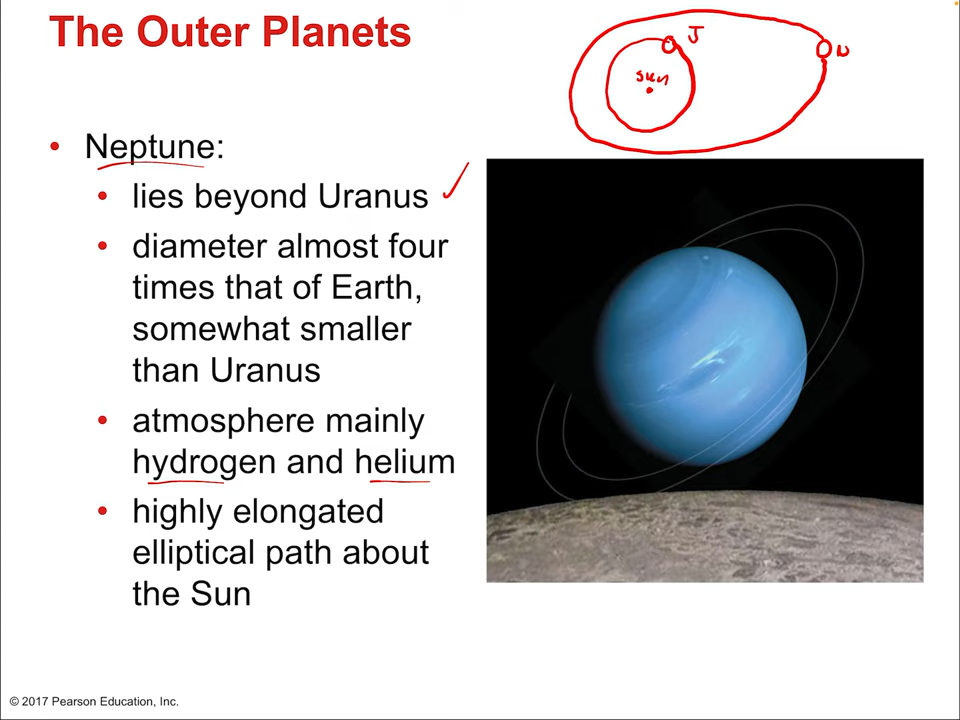 The Outer Planets
J
N
sun
• Neptune:
• lies beyond Uranus
• diameter almost four
times that of Earth,
somewhat smaller
than Uranus
• atmosphere mainly
hydrogen and helium
• highly elongated
elliptical path about
the Sun
© 2017 Pearson Education, Inc.